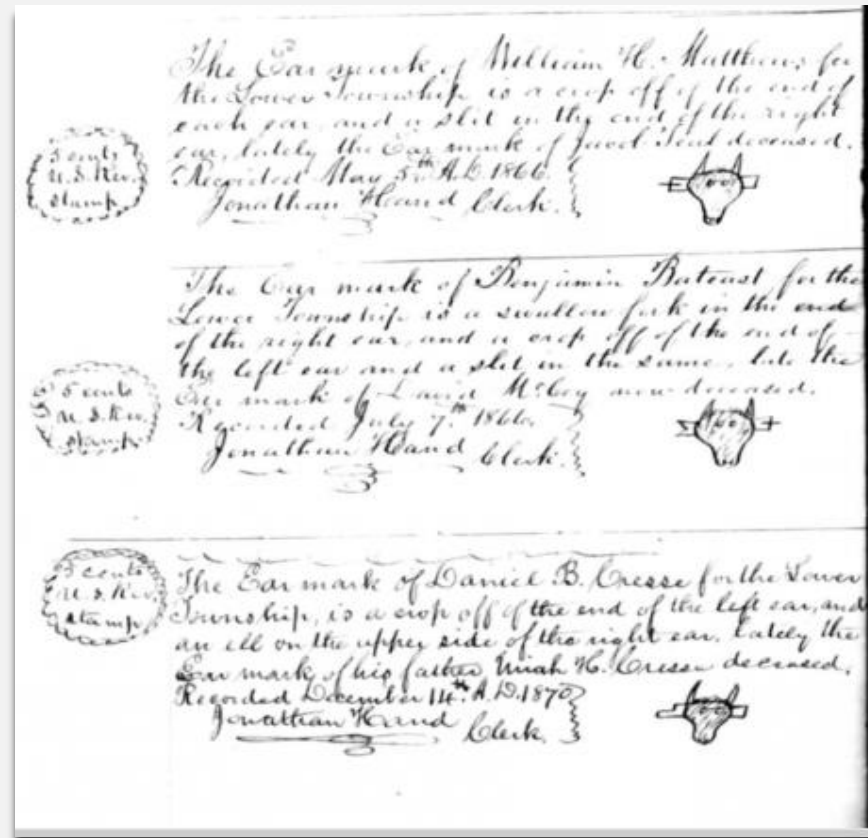 The Ear mark of William H. Matthews for
the Lower Township is a crop off of the end of
each ear, and a slit in the end of the right
ear, lately the Ear mark of deceased.
5 cents
U.S. Rev.
stamp
Recorded May 5th A.D. 1866.
Jonathan Hand Clerk.
The Ear mark of Benjamin for the
Lower Township is a swallow fork in the end
of the right ear, and a crop off of the end of
the left ear and a slit in the same, late the
5 cents
U.S. Rev.
stamp
Ear mark of David McCoy now deceased.
Recorded July 7th 1866.
Jonathan Hand Clerk.
5 cents
U.S. Rev.
stamp
The Ear mark of Daniel B. Cresse for the Lower
Township, is a crop off of the end of the left ear, and
an ell on the upper side of the right ear, lately the
Ear mark of his father Uriah H. Cresse deceased.
Recorded December 14th A.D. 1870
Jonathan Hand
Clerk.